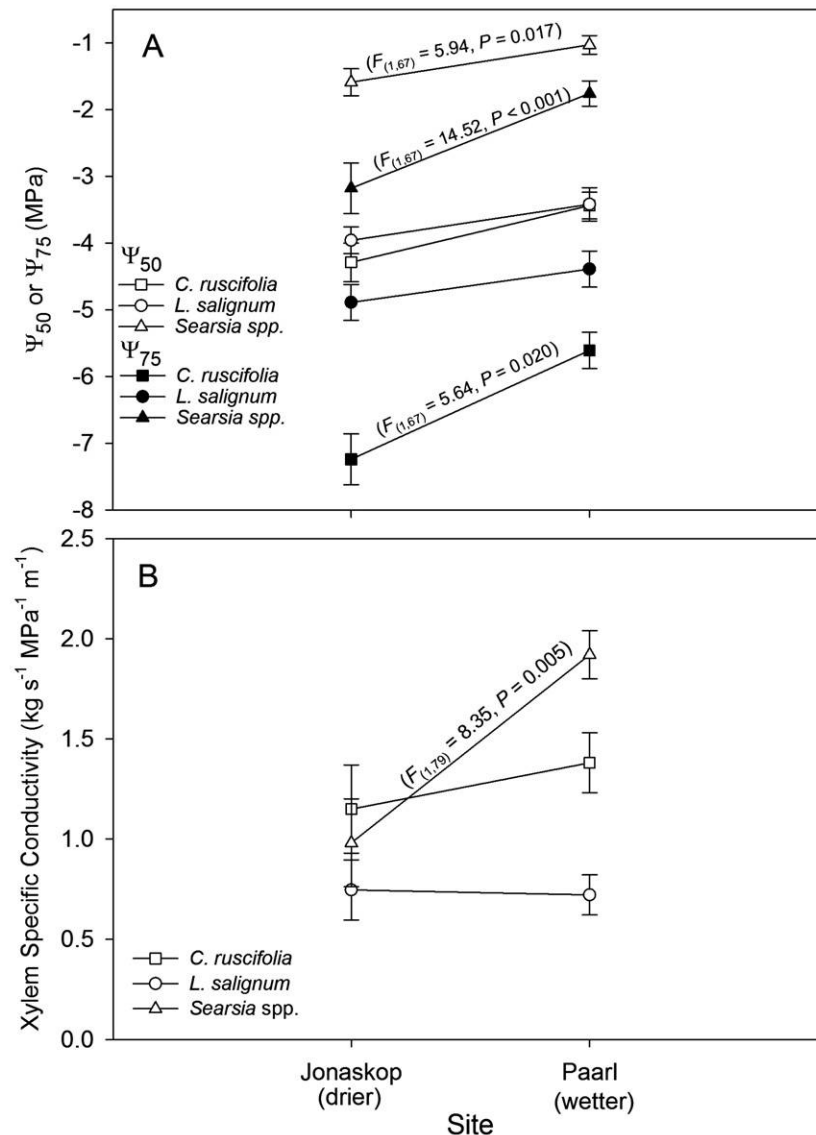 A
-1
-2
-3
-4
-5
-6
-7
-8
Ψ50 or Ψ75 (MPa)
(F(1,67) = 5.94, P = 0.017)
(F(1,67) = 14.52, P < 0.001)
(F(1,67) = 5.64, P = 0.020)
Ψ50
C. ruscifolia
L. salignum
Searsia spp.
Ψ75
C. ruscifolia
L. salignum
Searsia spp.
B
2.5
2.0
1.5
1.0
0.5
0.0
Xylem Specific Conductivity (kg s-1 MPa-1 m-1)
(F(1,79) = 8.35, P = 0.005)
C. ruscifolia
L. salignum
Searsia spp.
Jonaskop
(drier)
Paarl
(wetter)
Site